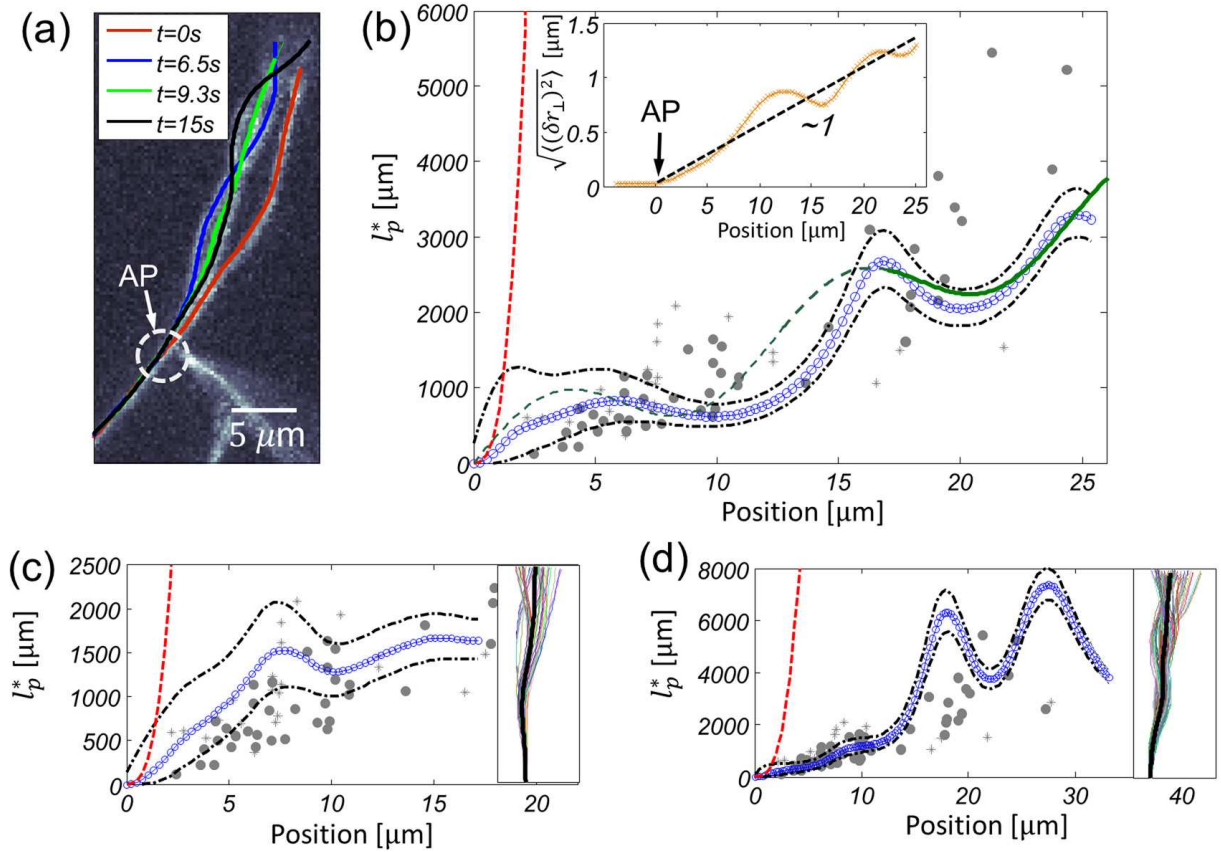 (a)
t=0s
t=6.5s
t=9.3s
t=15s
AP
5 μm
(b)
6000
5000
4000
3000
2000
1000
0
l*p [μm]
0 5 10 15 20 25
Position [μm]
1.5
1
0.5
0
√⟨(δr⊥)²⟩ [μm]
AP
~1
0 5 10 15 20 25
Position [μm]
(c)
2500
2000
1500
1000
500
0
l*p [μm]
0 5 10 15 20
Position [μm]
(d)
8000
6000
4000
2000
0
l*p [μm]
0 10 20 30 40
Position [μm]